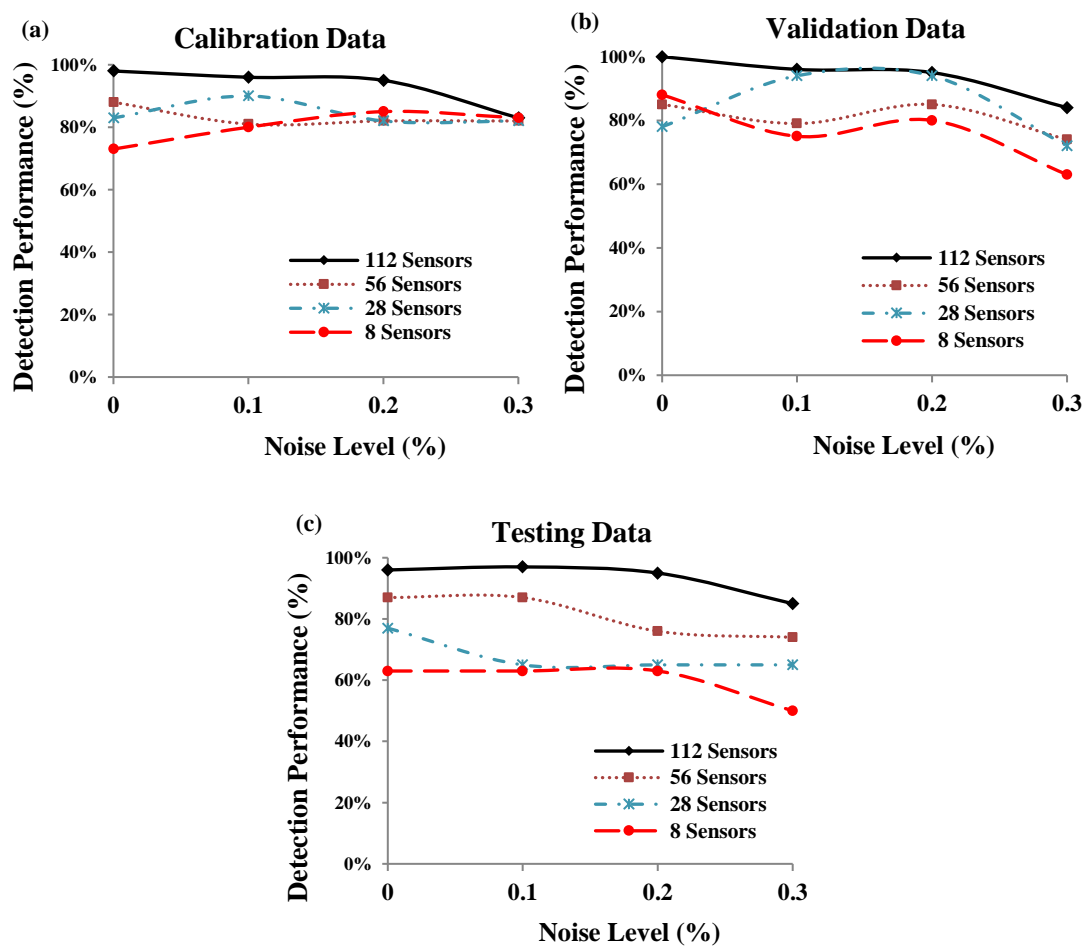 (a)
Calibration Data
Detection Performance (%)
100%
80%
60%
40%
20%
0%
0 0.1 0.2 0.3
Noise Level (%)
112 Sensors
56 Sensors
28 Sensors
8 Sensors
(b)
Validation Data
Detection Performance (%)
100%
80%
60%
40%
20%
0%
0 0.1 0.2 0.3
Noise Level (%)
112 Sensors
56 Sensors
28 Sensors
8 Sensors
(c)
Testing Data
Detection Performance (%)
100%
80%
60%
40%
20%
0%
0 0.1 0.2 0.3
Noise Level (%)
112 Sensors
56 Sensors
28 Sensors
8 Sensors